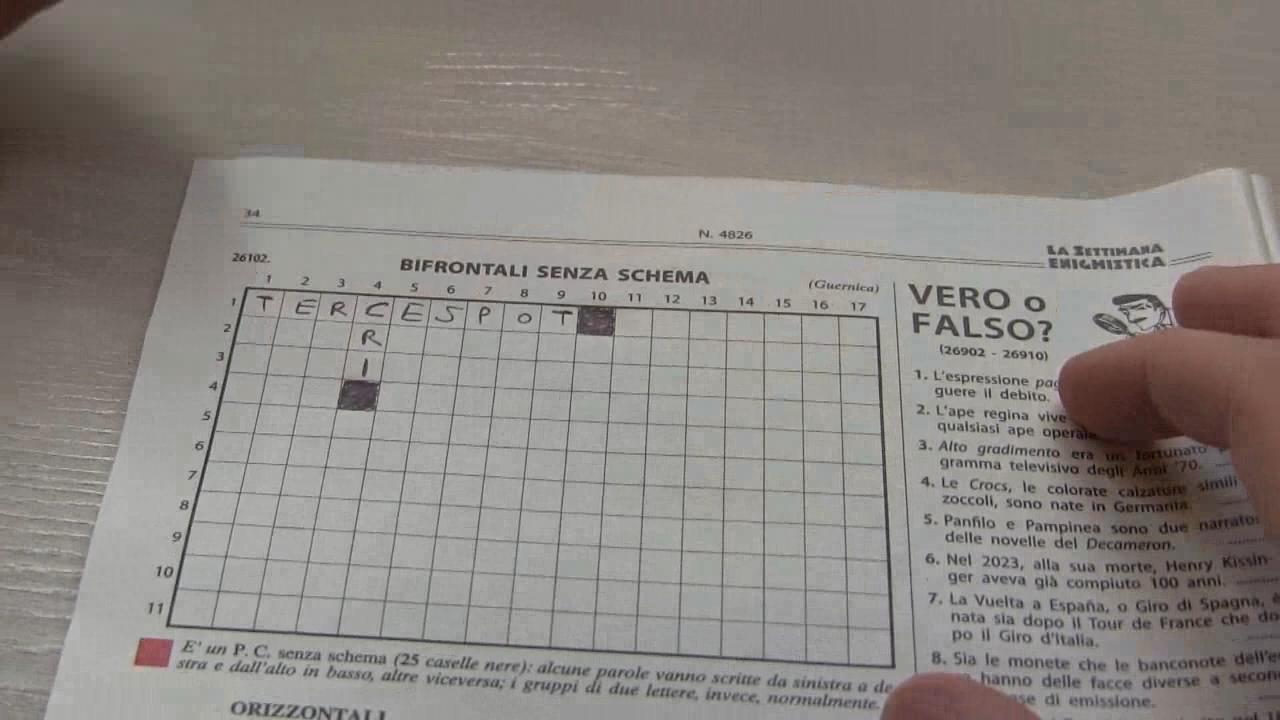 34
N. 4826
LA SETTIMANA
ENIGMISTICA
26102.
BIFRONTALI SENZA SCHEMA
(Guernica)
1 2 3 4 5 6 7 8 9 10 11 12 13 14 15 16 17
1 T E R C E S P O T
2 R
3 I
4
5
6
7
8
9
10
11
E' un P. C. senza schema (25 caselle nere): alcune parole vanno scritte da sinistra a de
stra e dall'alto in basso, altre viceversa; i gruppi di due lettere, invece, normalmente.
ORIZZONTALI
VERO o
FALSO?
(26902 - 26910)
1. L'espressione pag
guere il debito.
2. L'ape regina vive
qualsiasi ape operaia
3. Alto gradimento era un fortunato
gramma televisivo degli Anni '70.
4. Le Crocs, le colorate calzature simili
zoccoli, sono nate in Germania.
5. Panfilo e Pampinea sono due narrato
delle novelle del Decameron.
6. Nel 2023, alla sua morte, Henry Kissin-
ger aveva già compiuto 100 anni.
7. La Vuelta a España, o Giro di Spagna, è
nata sia dopo il Tour de France che do
po il Giro d'Italia.
8. Sia le monete che le banconote dell'e
hanno delle facce diverse a secon
se di emissione.